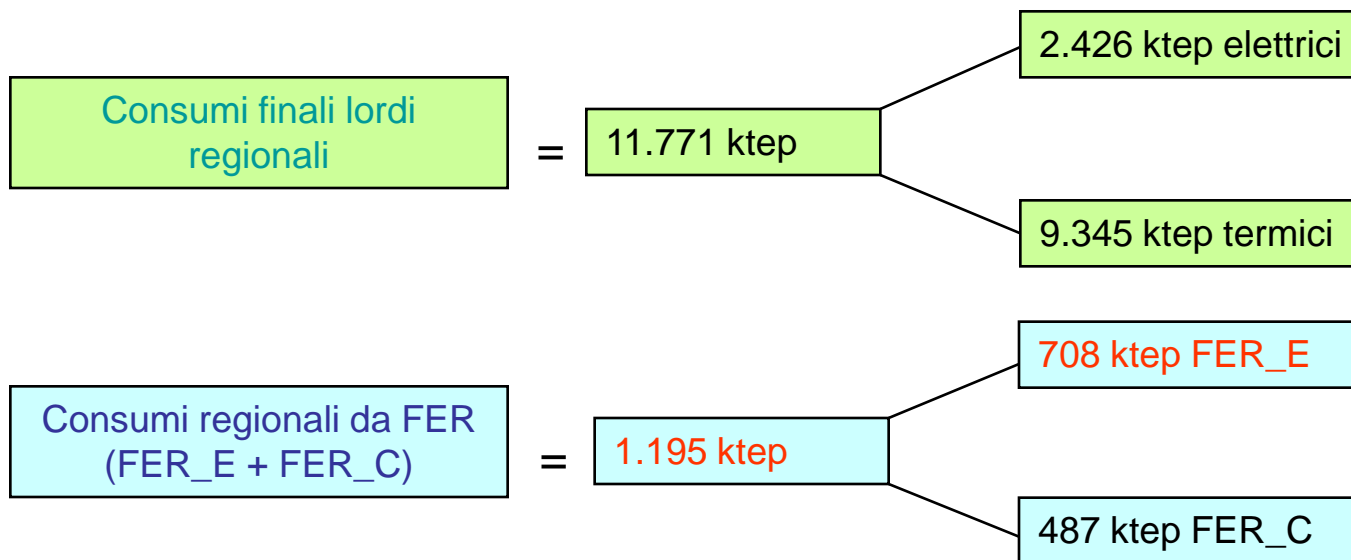 2.426 ktep elettrici
Consumi finali lordi
regionali
=
11.771 ktep
9.345 ktep termici
708 ktep FER_E
Consumi regionali da FER
(FER_E + FER_C)
=
1.195 ktep
487 ktep FER_C